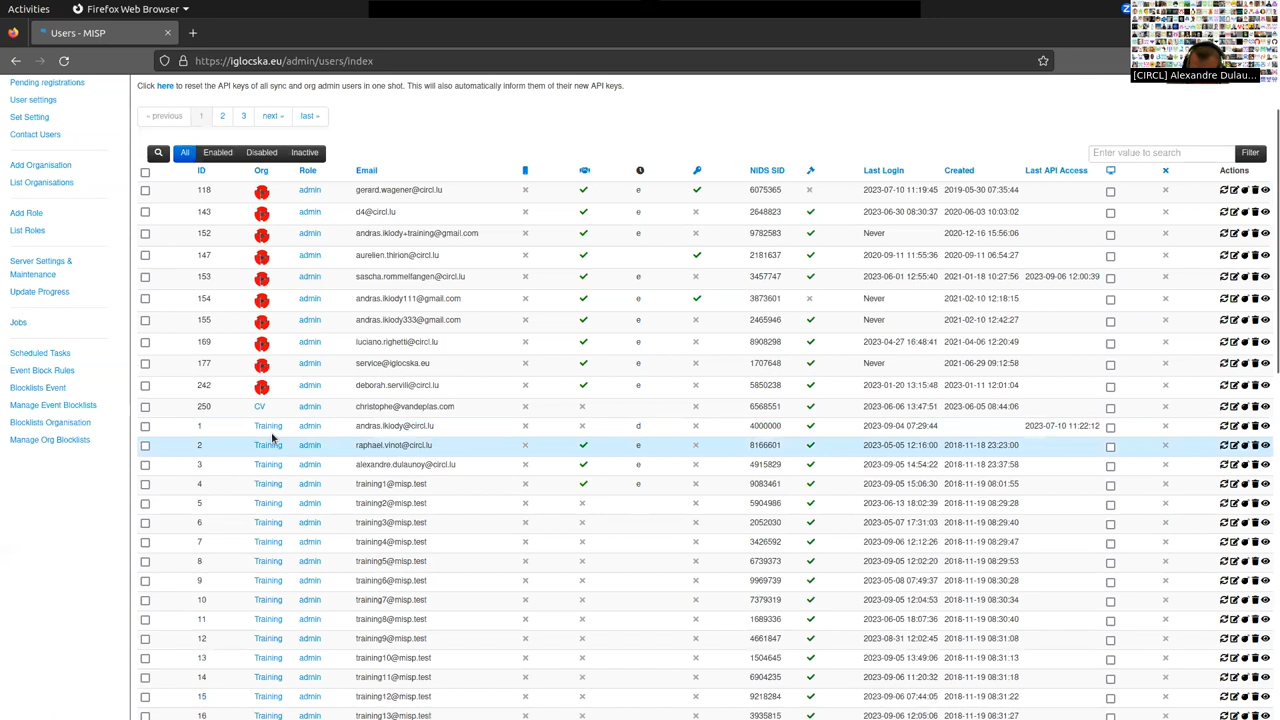 Activities Firefox Web Browser
Users - MISP
https://iglocska.eu/admin/users/index
[CIRCL] Alexandre Dulau...
Pending registrations
User settings
Set Setting
Contact Users
Add Organisation
List Organisations
Add Role
List Roles
Server Settings &
Maintenance
Update Progress
Jobs
Scheduled Tasks
Event Block Rules
Blocklists Event
Manage Event Blocklists
Blocklists Organisation
Manage Org Blocklists
Click here to reset the API keys of all sync and org admin users in one shot. This will also automatically inform them of their new API keys.
« previous 1 2 3 next » last »
All Enabled Disabled Inactive Enter value to search Filter
ID Org Role Email NIDS SID Last Login Created Last API Access Actions
118 admin gerard.wagener@circl.lu e 6075365 2023-07-10 11:19:45 2019-05-30 07:35:44
143 admin d4@circl.lu e 2648823 2023-06-30 08:30:37 2020-06-03 10:03:02
152 admin andras.iklody+training@gmail.com e 9782583 Never 2020-12-16 15:56:06
147 admin aurelien.thirion@circl.lu e 2181637 2020-09-11 11:55:36 2020-09-11 06:54:27
153 admin sascha.rommelfangen@circl.lu e 3457747 2023-06-01 12:55:40 2021-01-18 10:27:56 2023-09-06 12:00:39
154 admin andras.iklody111@gmail.com e 3873601 Never 2021-02-10 12:18:15
155 admin andras.iklody333@gmail.com e 2465946 Never 2021-02-10 12:42:27
169 admin luciano.righetti@circl.lu e 8908298 2023-04-27 16:48:41 2021-04-06 12:20:49
177 admin service@iglocska.eu e 1707648 Never 2021-06-29 09:12:58
242 admin deborah.servili@circl.lu e 5850238 2023-01-20 13:15:48 2023-01-11 12:01:04
250 CV admin christophe@vandeplas.com 6568551 2023-06-06 13:47:51 2023-06-05 08:44:06
1 Training admin andras.iklody@circl.lu d 4000000 2023-09-04 07:29:44 2023-07-10 11:22:12
2 Training admin raphael.vinot@circl.lu e 8166601 2023-05-05 12:16:00 2018-11-18 23:23:00
3 Training admin alexandre.dulaunoy@circl.lu e 4915829 2023-09-05 14:54:22 2018-11-18 23:37:58
4 Training admin training1@misp.test e 9083461 2023-09-05 15:06:30 2018-11-19 08:01:55
5 Training admin training2@misp.test 5904986 2023-06-13 18:02:39 2018-11-19 08:29:28
6 Training admin training3@misp.test 2052030 2023-05-07 17:31:03 2018-11-19 08:29:40
7 Training admin training4@misp.test 3426592 2023-09-06 12:12:26 2018-11-19 08:29:47
8 Training admin training5@misp.test 6739373 2023-09-05 12:02:20 2018-11-19 08:29:53
9 Training admin training6@misp.test 9969739 2023-05-08 07:49:37 2018-11-19 08:30:28
10 Training admin training7@misp.test 7379319 2023-09-05 12:04:53 2018-11-19 08:30:34
11 Training admin training8@misp.test 1689336 2023-06-05 18:07:36 2018-11-19 08:30:40
12 Training admin training9@misp.test 4661847 2023-08-31 12:02:45 2018-11-19 08:31:08
13 Training admin training10@misp.test 1504645 2023-09-05 13:49:06 2018-11-19 08:31:13
14 Training admin training11@misp.test 6904235 2023-09-06 11:20:32 2018-11-19 08:31:18
15 Training admin training12@misp.test 9218284 2023-09-06 07:44:05 2018-11-19 08:31:22
16 Training admin training13@misp.test 3935815 2023-09-06 12:05:06 2018-11-19 08:31:27